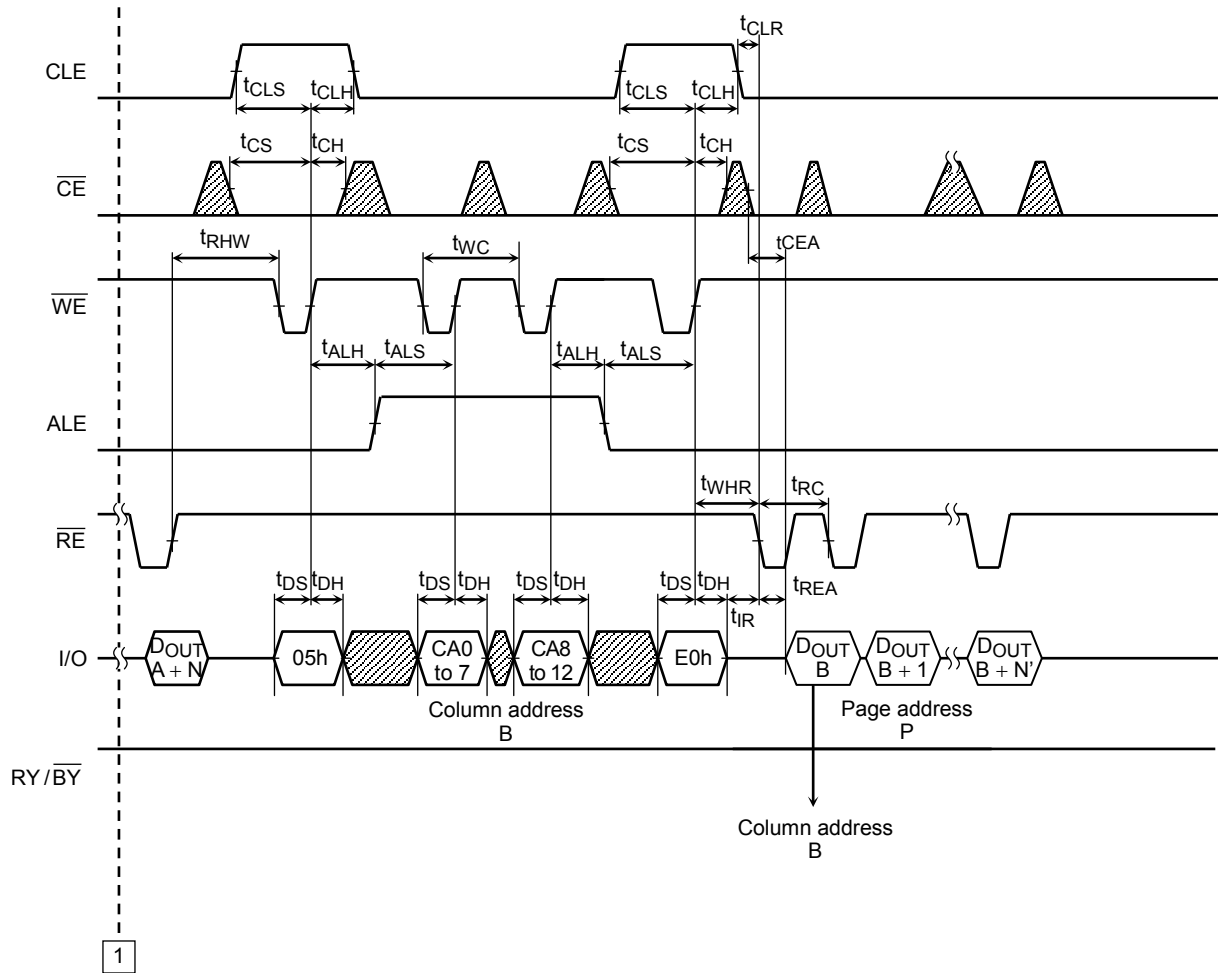 tCLR
CLE
tCLS tCLH tCLS tCLH
tCS tCH tCS tCH
CE
tRHW tWC tCEA
WE
tALH tALS tALH tALS
ALE
tWHR tRC
RE
tDS tDH tDS tDH tDS tDH tDS tDH tREA
tIR
I/O
DOUT
A + N
05h
CA0
to 7
CA8
to 12
E0h
DOUT
B
DOUT
B + 1
DOUT
B + N’
Column address
B
Page address
P
RY/BY
Column address
B
1